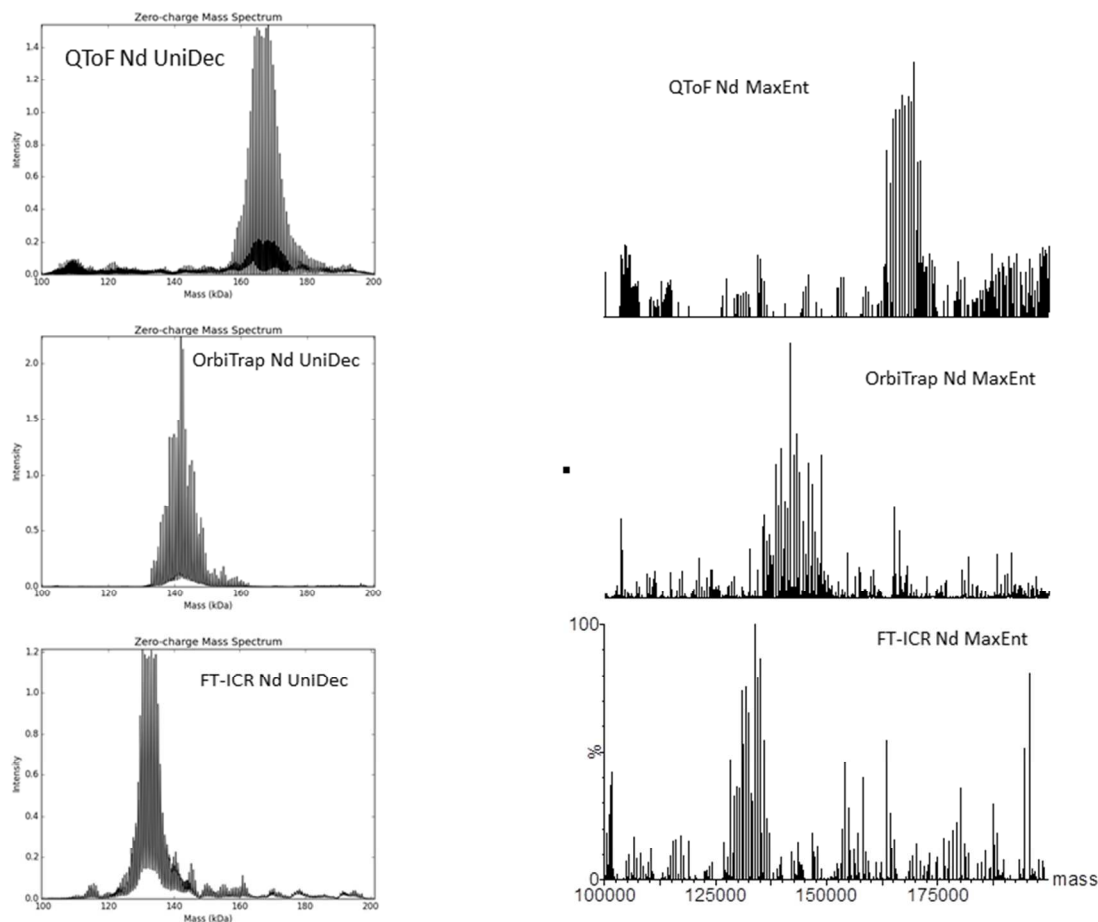 Zero-charge Mass Spectrum
QToF Nd UniDec
Intensity
1.4
1.2
1.0
0.8
0.6
0.4
0.2
0.0
100 120 140 160 180 200
Mass (kDa)
QToF Nd MaxEnt
Zero-charge Mass Spectrum
OrbiTrap Nd UniDec
Intensity
2.0
1.5
1.0
0.5
0.0
100 120 140 160 180 200
Mass (kDa)
OrbiTrap Nd MaxEnt
Zero-charge Mass Spectrum
FT-ICR Nd UniDec
Intensity
1.2
1.0
0.8
0.6
0.4
0.2
0.0
100 120 140 160 180 200
Mass (kDa)
FT-ICR Nd MaxEnt
100
%
0
mass
100000 125000 150000 175000